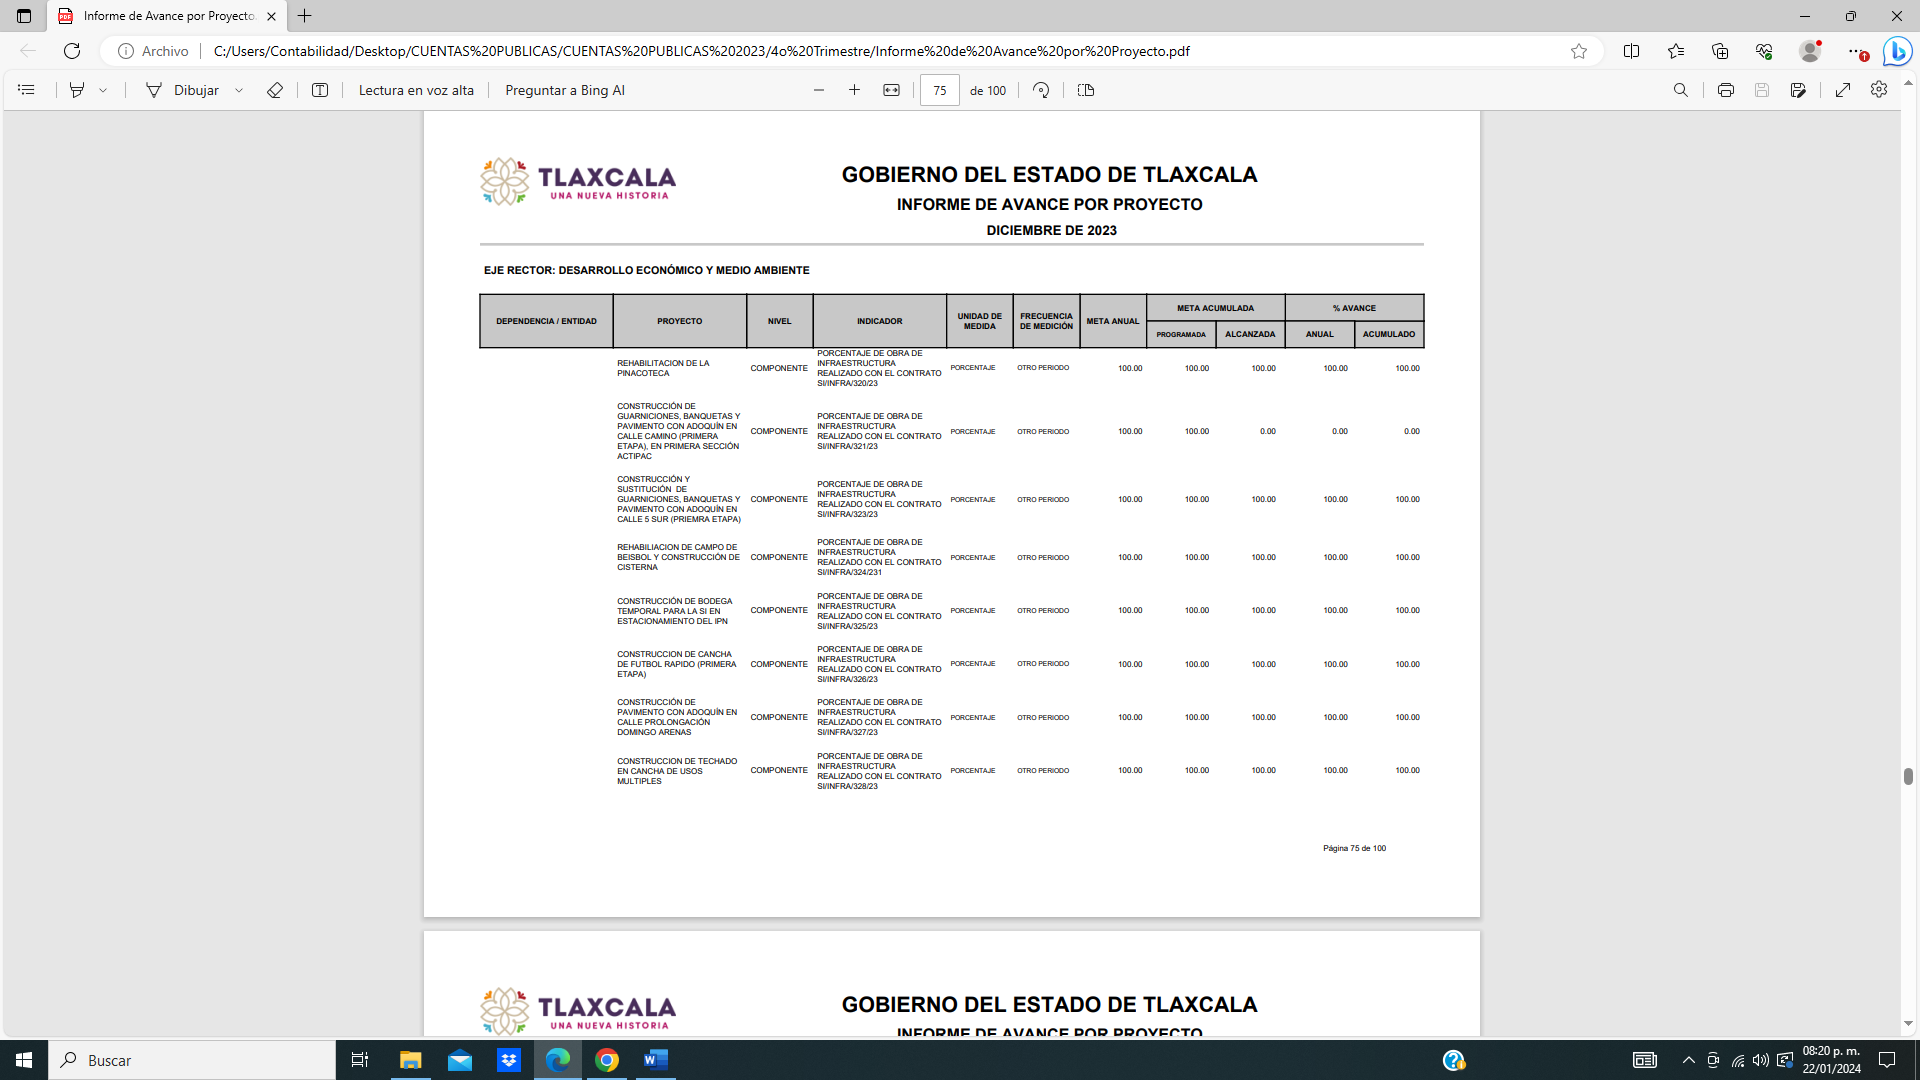 Informe de Avance por Proyecto.
Archivo
C:/Users/Contabilidad/Desktop/CUENTAS%20PUBLICAS/CUENTAS%20PUBLICAS%202023/4o%20Trimestre/Informe%20de%20Avance%20por%20Proyecto.pdf
Dibujar
Lectura en voz alta
Preguntar a Bing AI
75
de 100
TLAXCALA
UNA NUEVA HISTORIA
GOBIERNO DEL ESTADO DE TLAXCALA
INFORME DE AVANCE POR PROYECTO
DICIEMBRE DE 2023
EJE RECTOR: DESARROLLO ECONÓMICO Y MEDIO AMBIENTE
DEPENDENCIA / ENTIDAD
PROYECTO
NIVEL
INDICADOR
UNIDAD DE
MEDIDA
FRECUENCIA
DE MEDICIÓN
META ANUAL
META ACUMULADA
PROGRAMADA
ALCANZADA
% AVANCE
ANUAL
ACUMULADO
REHABILITACION DE LA
PINACOTECA
COMPONENTE
PORCENTAJE DE OBRA DE
INFRAESTRUCTURA
REALIZADO CON EL CONTRATO
SI/INFRA/320/23
PORCENTAJE
OTRO PERIODO
100.00
100.00
100.00
100.00
100.00
CONSTRUCCIÓN DE
GUARNICIONES, BANQUETAS Y
PAVIMENTO CON ADOQUÍN EN
CALLE CAMINO (PRIMERA
ETAPA), EN PRIMERA SECCIÓN
ACTIPAC
COMPONENTE
PORCENTAJE DE OBRA DE
INFRAESTRUCTURA
REALIZADO CON EL CONTRATO
SI/INFRA/321/23
PORCENTAJE
OTRO PERIODO
100.00
100.00
0.00
0.00
0.00
CONSTRUCCIÓN Y
SUSTITUCIÓN DE
GUARNICIONES, BANQUETAS Y
PAVIMENTO CON ADOQUÍN EN
CALLE 5 SUR (PRIEMRA ETAPA)
COMPONENTE
PORCENTAJE DE OBRA DE
INFRAESTRUCTURA
REALIZADO CON EL CONTRATO
SI/INFRA/323/23
PORCENTAJE
OTRO PERIODO
100.00
100.00
100.00
100.00
100.00
REHABILIACION DE CAMPO DE
BEISBOL Y CONSTRUCCIÓN DE
CISTERNA
COMPONENTE
PORCENTAJE DE OBRA DE
INFRAESTRUCTURA
REALIZADO CON EL CONTRATO
SI/INFRA/324/231
PORCENTAJE
OTRO PERIODO
100.00
100.00
100.00
100.00
100.00
CONSTRUCCIÓN DE BODEGA
TEMPORAL PARA LA SI EN
ESTACIONAMIENTO DEL IPN
COMPONENTE
PORCENTAJE DE OBRA DE
INFRAESTRUCTURA
REALIZADO CON EL CONTRATO
SI/INFRA/325/23
PORCENTAJE
OTRO PERIODO
100.00
100.00
100.00
100.00
100.00
CONSTRUCCION DE CANCHA
DE FUTBOL RAPIDO (PRIMERA
ETAPA)
COMPONENTE
PORCENTAJE DE OBRA DE
INFRAESTRUCTURA
REALIZADO CON EL CONTRATO
SI/INFRA/326/23
PORCENTAJE
OTRO PERIODO
100.00
100.00
100.00
100.00
100.00
CONSTRUCCIÓN DE
PAVIMENTO CON ADOQUÍN EN
CALLE PROLONGACIÓN
DOMINGO ARENAS
COMPONENTE
PORCENTAJE DE OBRA DE
INFRAESTRUCTURA
REALIZADO CON EL CONTRATO
SI/INFRA/327/23
PORCENTAJE
OTRO PERIODO
100.00
100.00
100.00
100.00
100.00
CONSTRUCCION DE TECHADO
EN CANCHA DE USOS
MULTIPLES
COMPONENTE
PORCENTAJE DE OBRA DE
INFRAESTRUCTURA
REALIZADO CON EL CONTRATO
SI/INFRA/328/23
PORCENTAJE
OTRO PERIODO
100.00
100.00
100.00
100.00
100.00
Página 75 de 100
TLAXCALA
UNA NUEVA HISTORIA
GOBIERNO DEL ESTADO DE TLAXCALA
INFORME DE AVANCE POR PROYECTO
Buscar
08:20 p. m.
22/01/2024